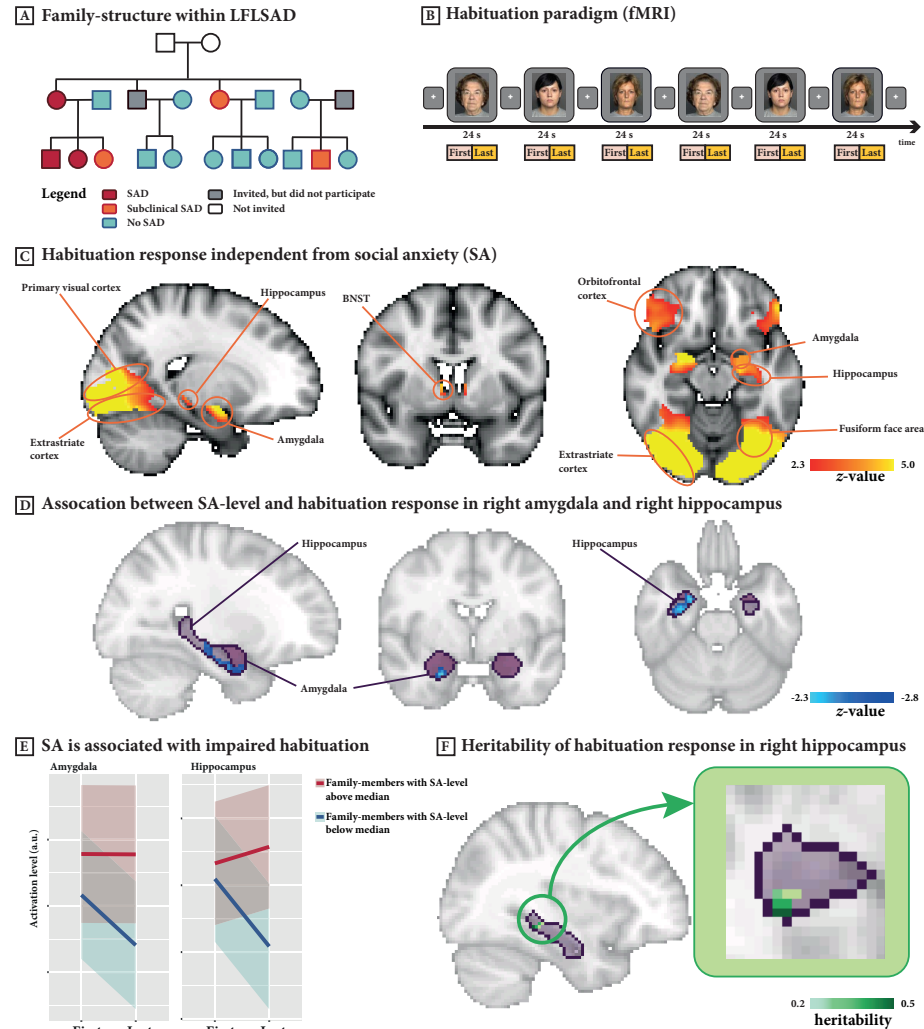 A Family-structure within LFLSAD
Legend
SAD
Subclinical SAD
No SAD
Invited, but did not participate
Not invited
B Habituation paradigm (fMRI)
24 s 24 s 24 s 24 s 24 s 24 s
time
First Last First Last First Last First Last First Last First Last
C Habituation response independent from social anxiety (SA)
Primary visual cortex
Hippocampus
Extrastriate
cortex
Amygdala
BNST
Orbitofrontal
cortex
Amygdala
Hippocampus
Fusiform face area
Extrastriate
cortex
2.3 5.0
z-value
D Assocation between SA-level and habituation response in right amygdala and right hippocampus
Hippocampus
Amygdala
Hippocampus
-2.3 -2.8
z-value
E SA is associated with impaired habituation
Amygdala
Hippocampus
Activation level (a.u.)
Family-members with SA-level
above median
Family-members with SA-level
below median
F Heritability of habituation response in right hippocampus
0.2 0.5
heritability